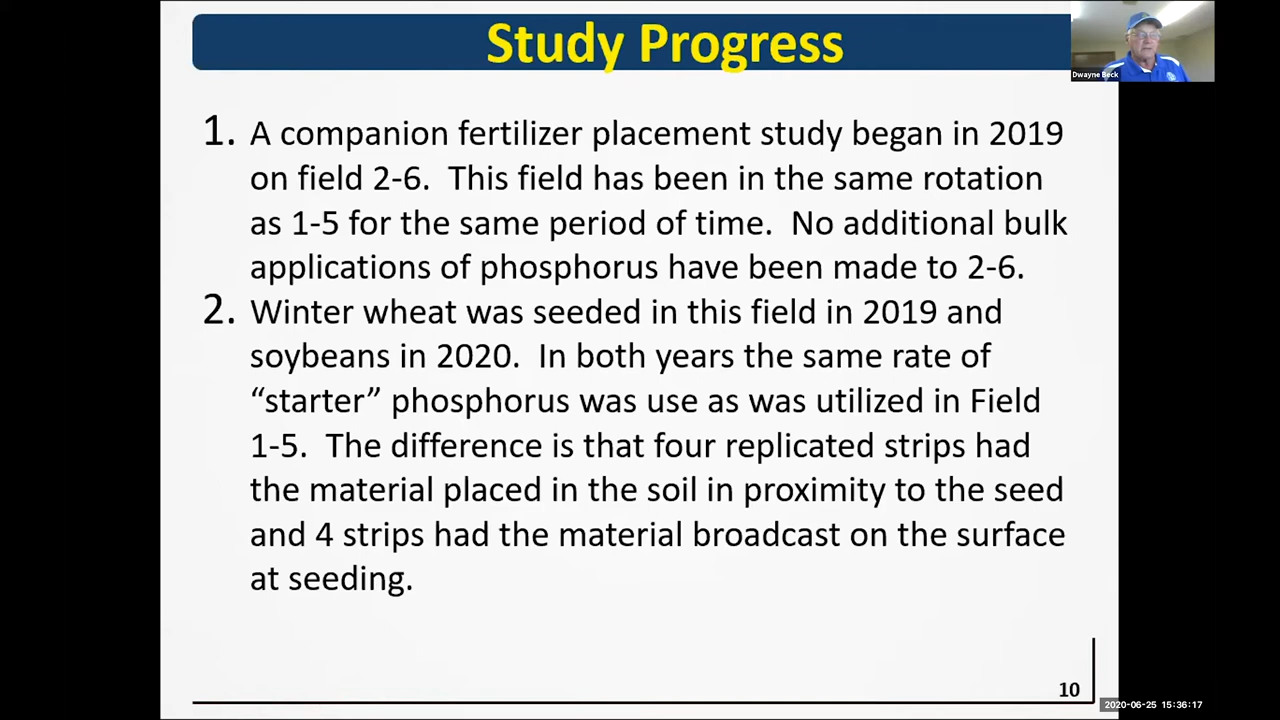 Study Progress
Dwayne Beck
1. A companion fertilizer placement study began in 2019
on field 2-6.  This field has been in the same rotation
as 1-5 for the same period of time.  No additional bulk
applications of phosphorus have been made to 2-6.
2. Winter wheat was seeded in this field in 2019 and
soybeans in 2020.  In both years the same rate of
“starter” phosphorus was use as was utilized in Field
1-5.  The difference is that four replicated strips had
the material placed in the soil in proximity to the seed
and 4 strips had the material broadcast on the surface
at seeding.
10
2020-06-25  15:36:17